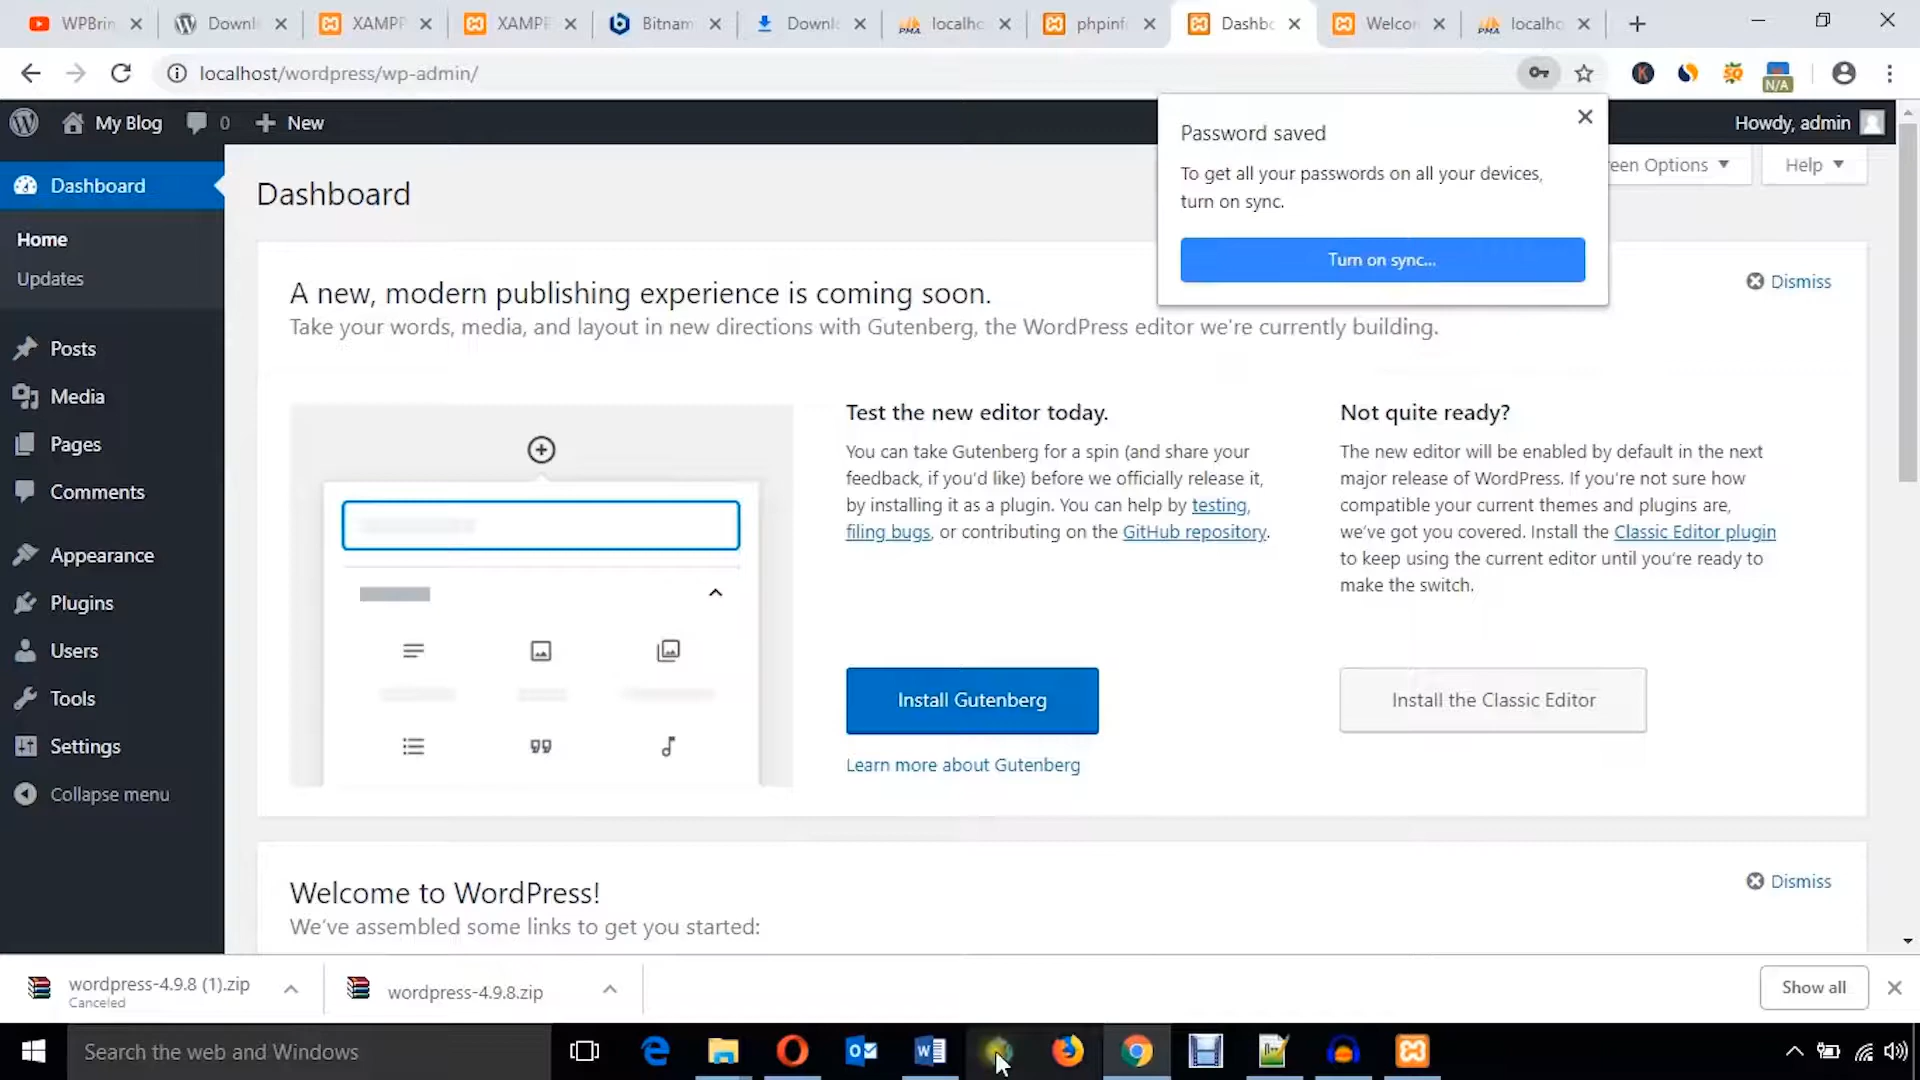 WPBrin
Downl
XAMPP
XAMPP
Bitnam
Downl
localho
phpinf
Dashbo
Welcom
localho
localhost/wordpress/wp-admin/
N/A
My Blog
0
New
Howdy, admin
Password saved
To get all your passwords on all your devices,
turn on sync.
Turn on sync...
reen Options
Help
Dashboard
Home
Updates
Posts
Media
Pages
Comments
Appearance
Plugins
Users
Tools
Settings
Collapse menu
Dashboard
Dismiss
A new, modern publishing experience is coming soon.
Take your words, media, and layout in new directions with Gutenberg, the WordPress editor we're currently building.
Test the new editor today.
You can take Gutenberg for a spin (and share your
feedback, if you'd like) before we officially release it,
by installing it as a plugin. You can help by testing,
filing bugs, or contributing on the GitHub repository.
Install Gutenberg
Learn more about Gutenberg
Not quite ready?
The new editor will be enabled by default in the next
major release of WordPress. If you're not sure how
compatible your current themes and plugins are,
we've got you covered. Install the Classic Editor plugin
to keep using the current editor until you're ready to
make the switch.
Install the Classic Editor
Welcome to WordPress!
We've assembled some links to get you started:
Dismiss
wordpress-4.9.8 (1).zip
Canceled
wordpress-4.9.8.zip
Show all
Search the web and Windows